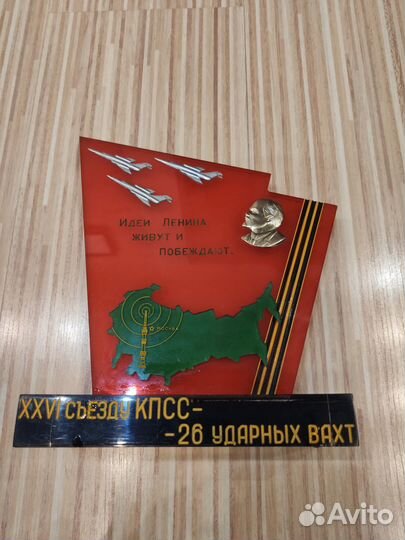 Идеи Ленина
живут и
побеждают.
МОСКВА
XXVI СЪЕЗДУ КПСС-
-26 УДАРНЫХ ВАХТ
Avito